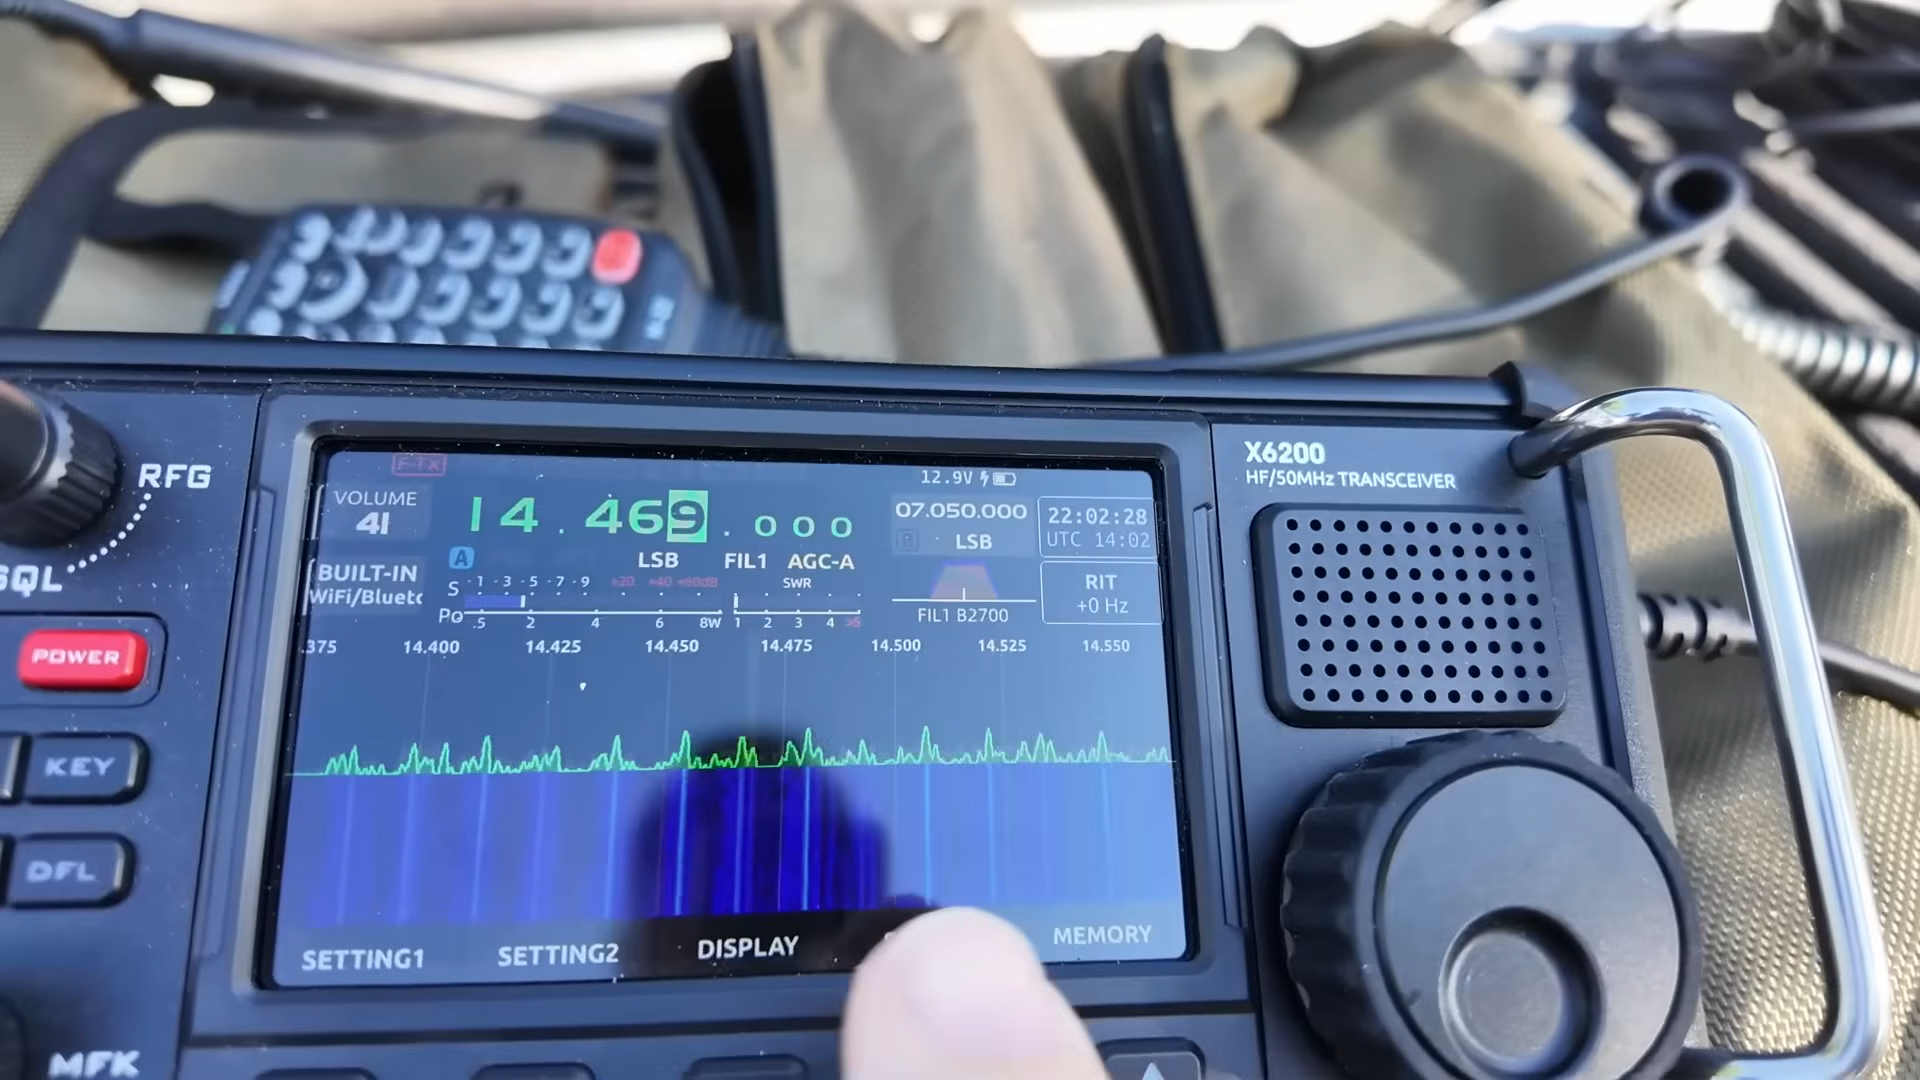 X6200
HF/50MHz TRANSCEIVER
RFG
SQL
POWER
KEY
DFL
MFK
F-TX
12.9V
VOLUME
41
14.469.000
07.050.000
22:02:28
UTC 14:02
A
LSB
FIL1
AGC-A
B
LSB
BUILT-IN
WiFi/Blueto
S 1 3 5 7 9 +20 +40 +60dB
SWR
Po .5 2 4 6 8W 1 2 3 4 >5
FIL1 B2700
RIT
+0 Hz
.375 14.400 14.425 14.450 14.475 14.500 14.525 14.550
SETTING1 SETTING2 DISPLAY MEMORY